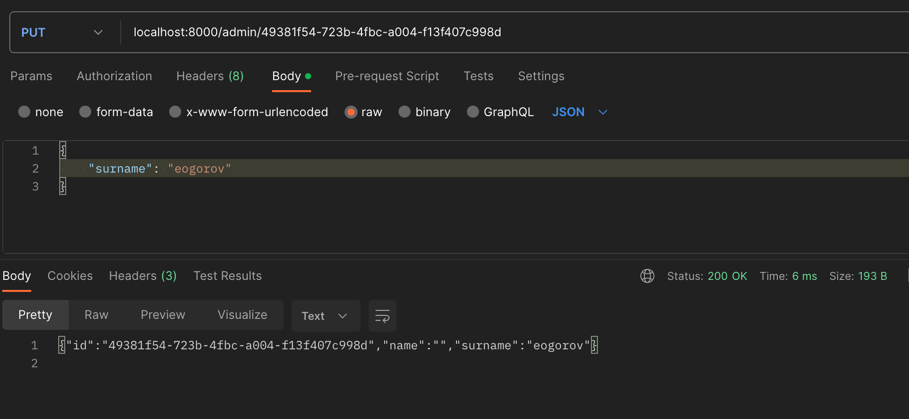 PUT localhost:8000/admin/49381f54-723b-4fbc-a004-f13f407c998d
Params Authorization Headers (8) Body Pre-request Script Tests Settings
none form-data x-www-form-urlencoded raw binary GraphQL JSON
1 {
2 "surname": "eogorov"
3 }
Body Cookies Headers (3) Test Results Status: 200 OK Time: 6 ms Size: 193 B
Pretty Raw Preview Visualize Text
1 {"id":"49381f54-723b-4fbc-a004-f13f407c998d","name":"","surname":"eogorov"}
2